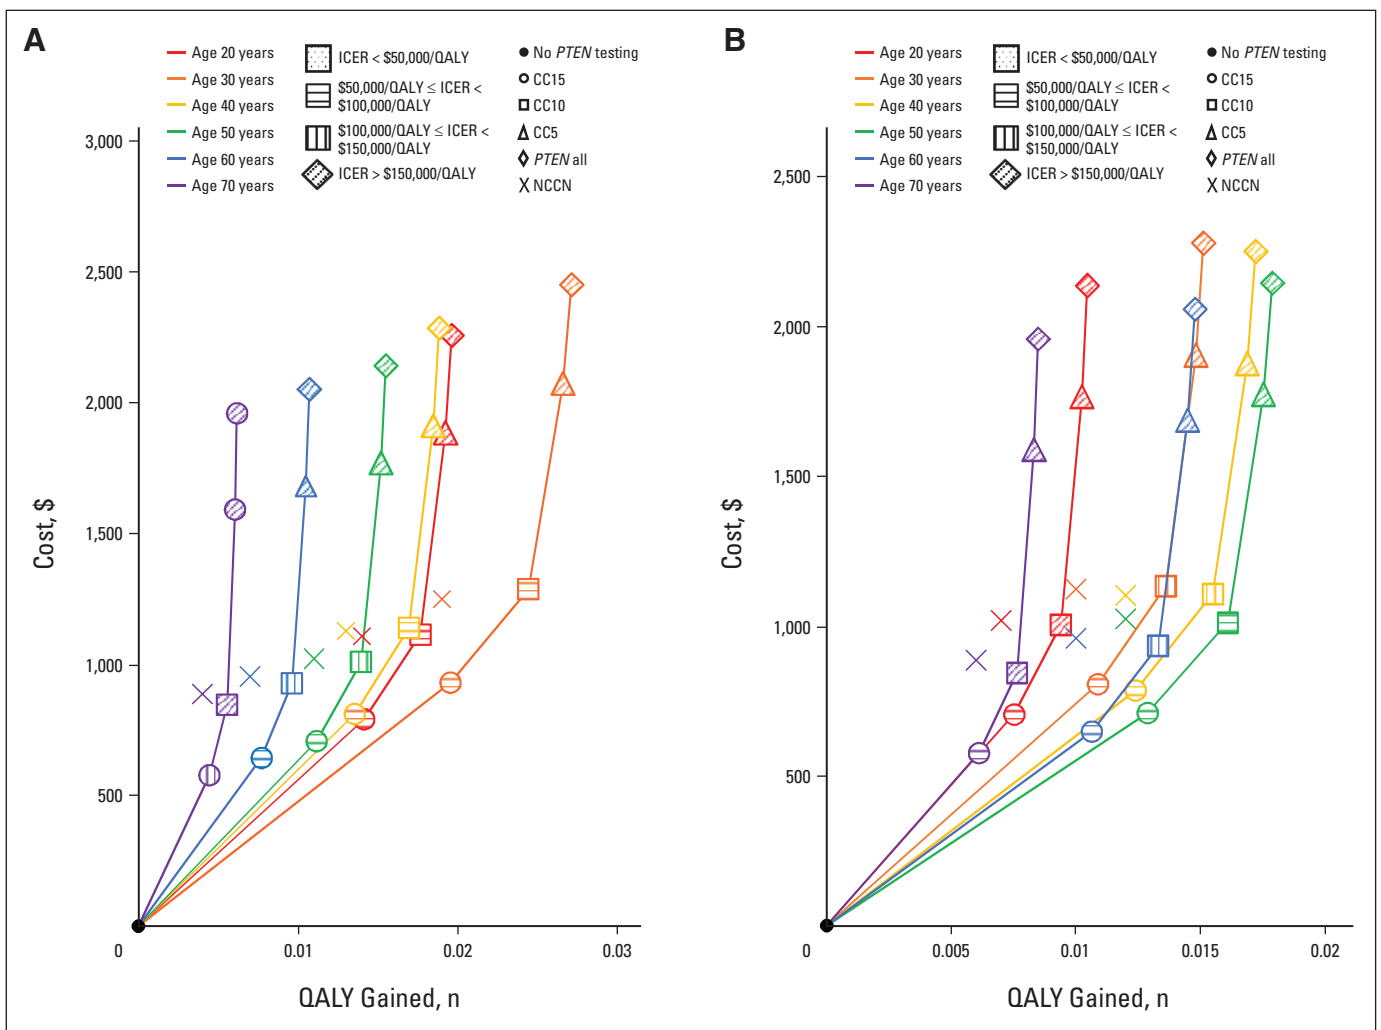 A
Age 20 years
Age 30 years
Age 40 years
Age 50 years
Age 60 years
Age 70 years
ICER < $50,000/QALY
$50,000/QALY ≤ ICER <
$100,000/QALY
$100,000/QALY ≤ ICER <
$150,000/QALY
ICER > $150,000/QALY
No PTEN testing
CC15
CC10
CC5
PTEN all
NCCN
3,000
2,500
2,000
1,500
1,000
500
Cost, $
0
0.01
0.02
0.03
QALY Gained, n
B
Age 20 years
Age 30 years
Age 40 years
Age 50 years
Age 60 years
Age 70 years
ICER < $50,000/QALY
$50,000/QALY ≤ ICER <
$100,000/QALY
$100,000/QALY ≤ ICER <
$150,000/QALY
ICER > $150,000/QALY
No PTEN testing
CC15
CC10
CC5
PTEN all
NCCN
2,500
2,000
1,500
1,000
500
Cost, $
0
0.005
0.01
0.015
0.02
QALY Gained, n